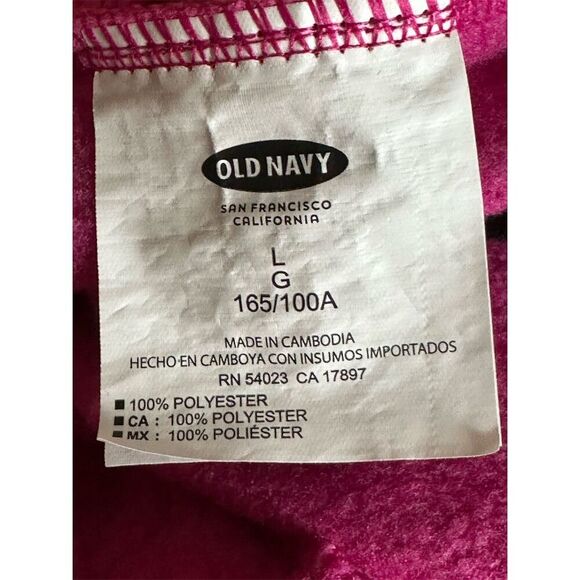 OLD NAVY
SAN FRANCISCO
CALIFORNIA
L
G
165/100A
MADE IN CAMBODIA
HECHO EN CAMBOYA CON INSUMOS IMPORTADOS
RN 54023 CA 17897
100% POLYESTER
CA : 100% POLYESTER
MX : 100% POLIÉSTER